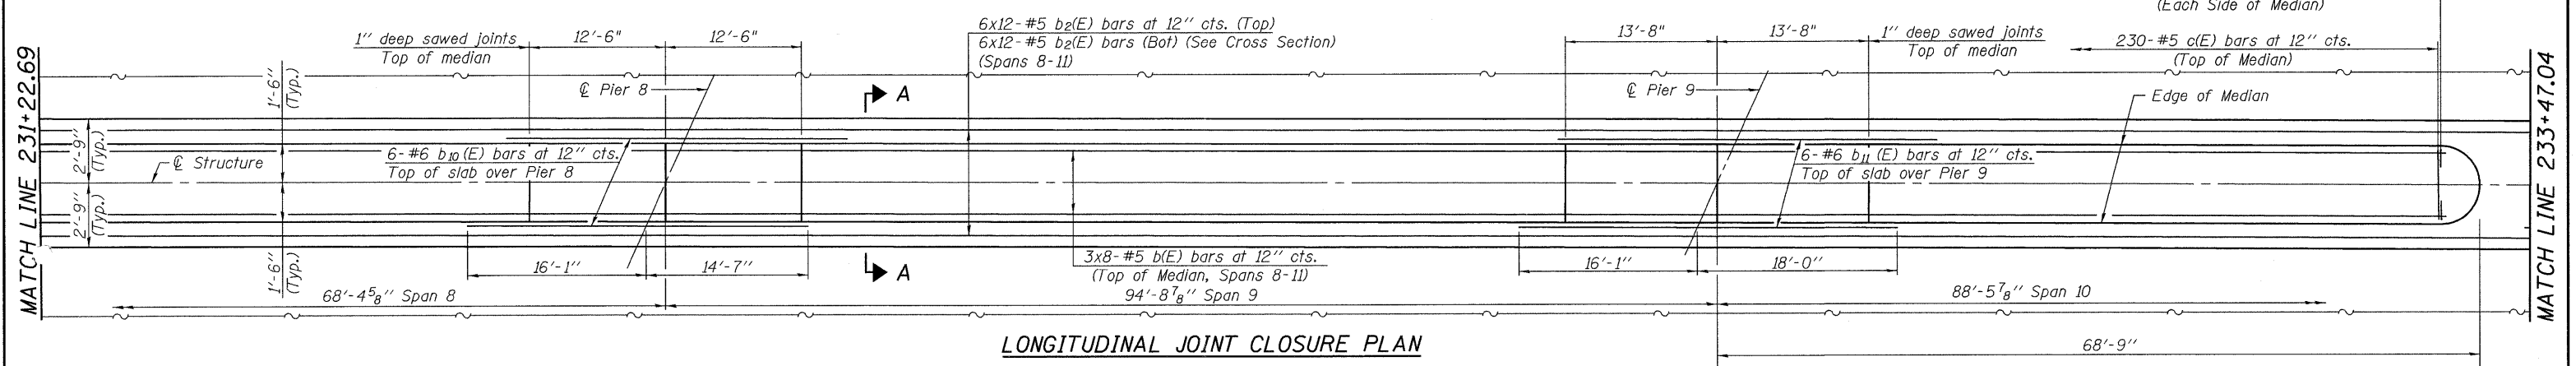 (Each Side of Median)
6x12-#5 b2(E) bars at 12" cts. (Top)
6x12-#5 b2(E) bars (Bot) (See Cross Section)
(Spans 8-11)
1" deep sawed joints
Top of median
12'-6"
12'-6"
13'-8"
13'-8"
1" deep sawed joints
Top of median
230-#5 c(E) bars at 12" cts.
(Top of Median)
MATCH LINE 231+22.69
1'-6"
(Typ.)
℄ Pier 8
A
℄ Pier 9
Edge of Median
MATCH LINE 233+47.04
2'-9"
(Typ.)
℄ Structure
6-#6 b10(E) bars at 12" cts.
Top of slab over Pier 8
6-#6 b11(E) bars at 12" cts.
Top of slab over Pier 9
2'-9"
(Typ.)
1'-6"
(Typ.)
16'-1"
14'-7"
A
3x8-#5 b(E) bars at 12" cts.
(Top of Median, Spans 8-11)
16'-1"
18'-0"
68'-4⅝" Span 8
94'-8⅞" Span 9
88'-5⅞" Span 10
LONGITUDINAL JOINT CLOSURE PLAN
68'-9"